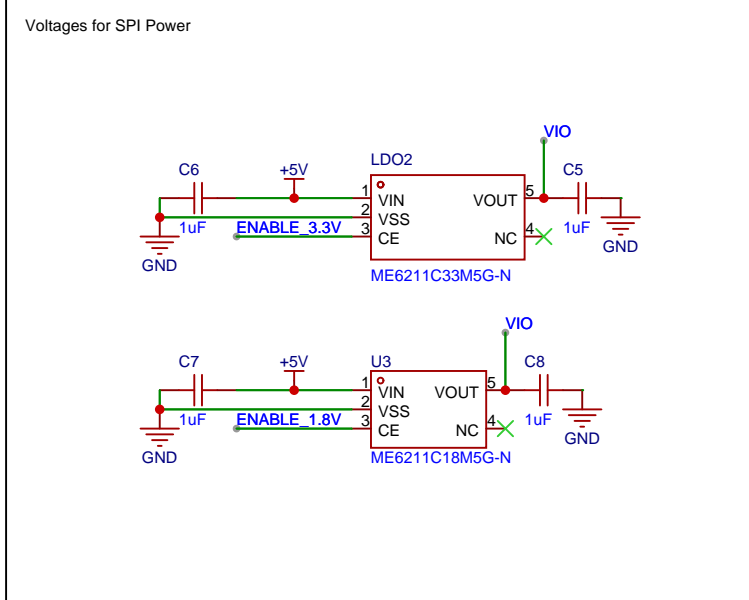 Voltages for SPI Power
VIO
C6
+5V
LDO2
C5
1
VIN
VOUT
5
2
VSS
1uF
ENABLE_3.3V
3
CE
NC
4
1uF
GND
GND
ME6211C33M5G-N
VIO
C7
+5V
U3
C8
1
VIN
VOUT
5
2
VSS
1uF
ENABLE_1.8V
3
CE
NC
4
1uF
GND
GND
ME6211C18M5G-N